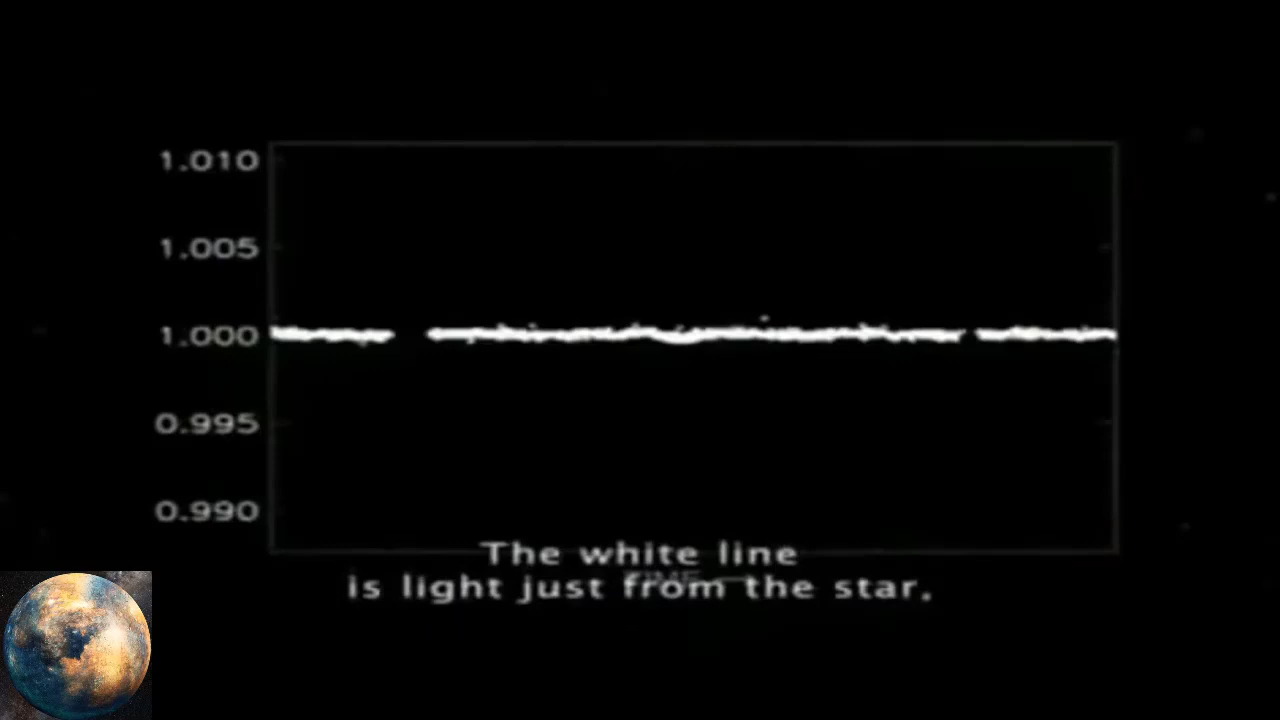 1.010
1.005
1.000
0.995
0.990
The white line
is light just from the star,